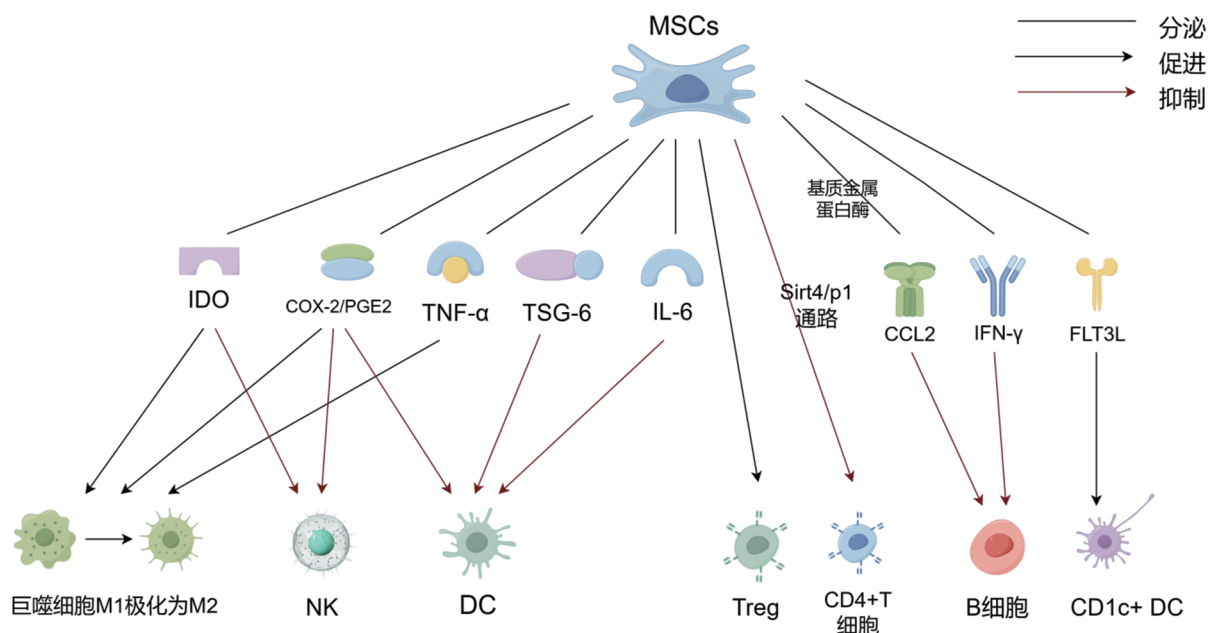 MSCs
分泌
促进
抑制
基质金属
蛋白酶
IDO
COX-2/PGE2
TNF-α
TSG-6
IL-6
Sirt4/p1
通路
CCL2
IFN-γ
FLT3L
巨噬细胞M1极化为M2
NK
DC
Treg
CD4+T
细胞
B细胞
CD1c+ DC